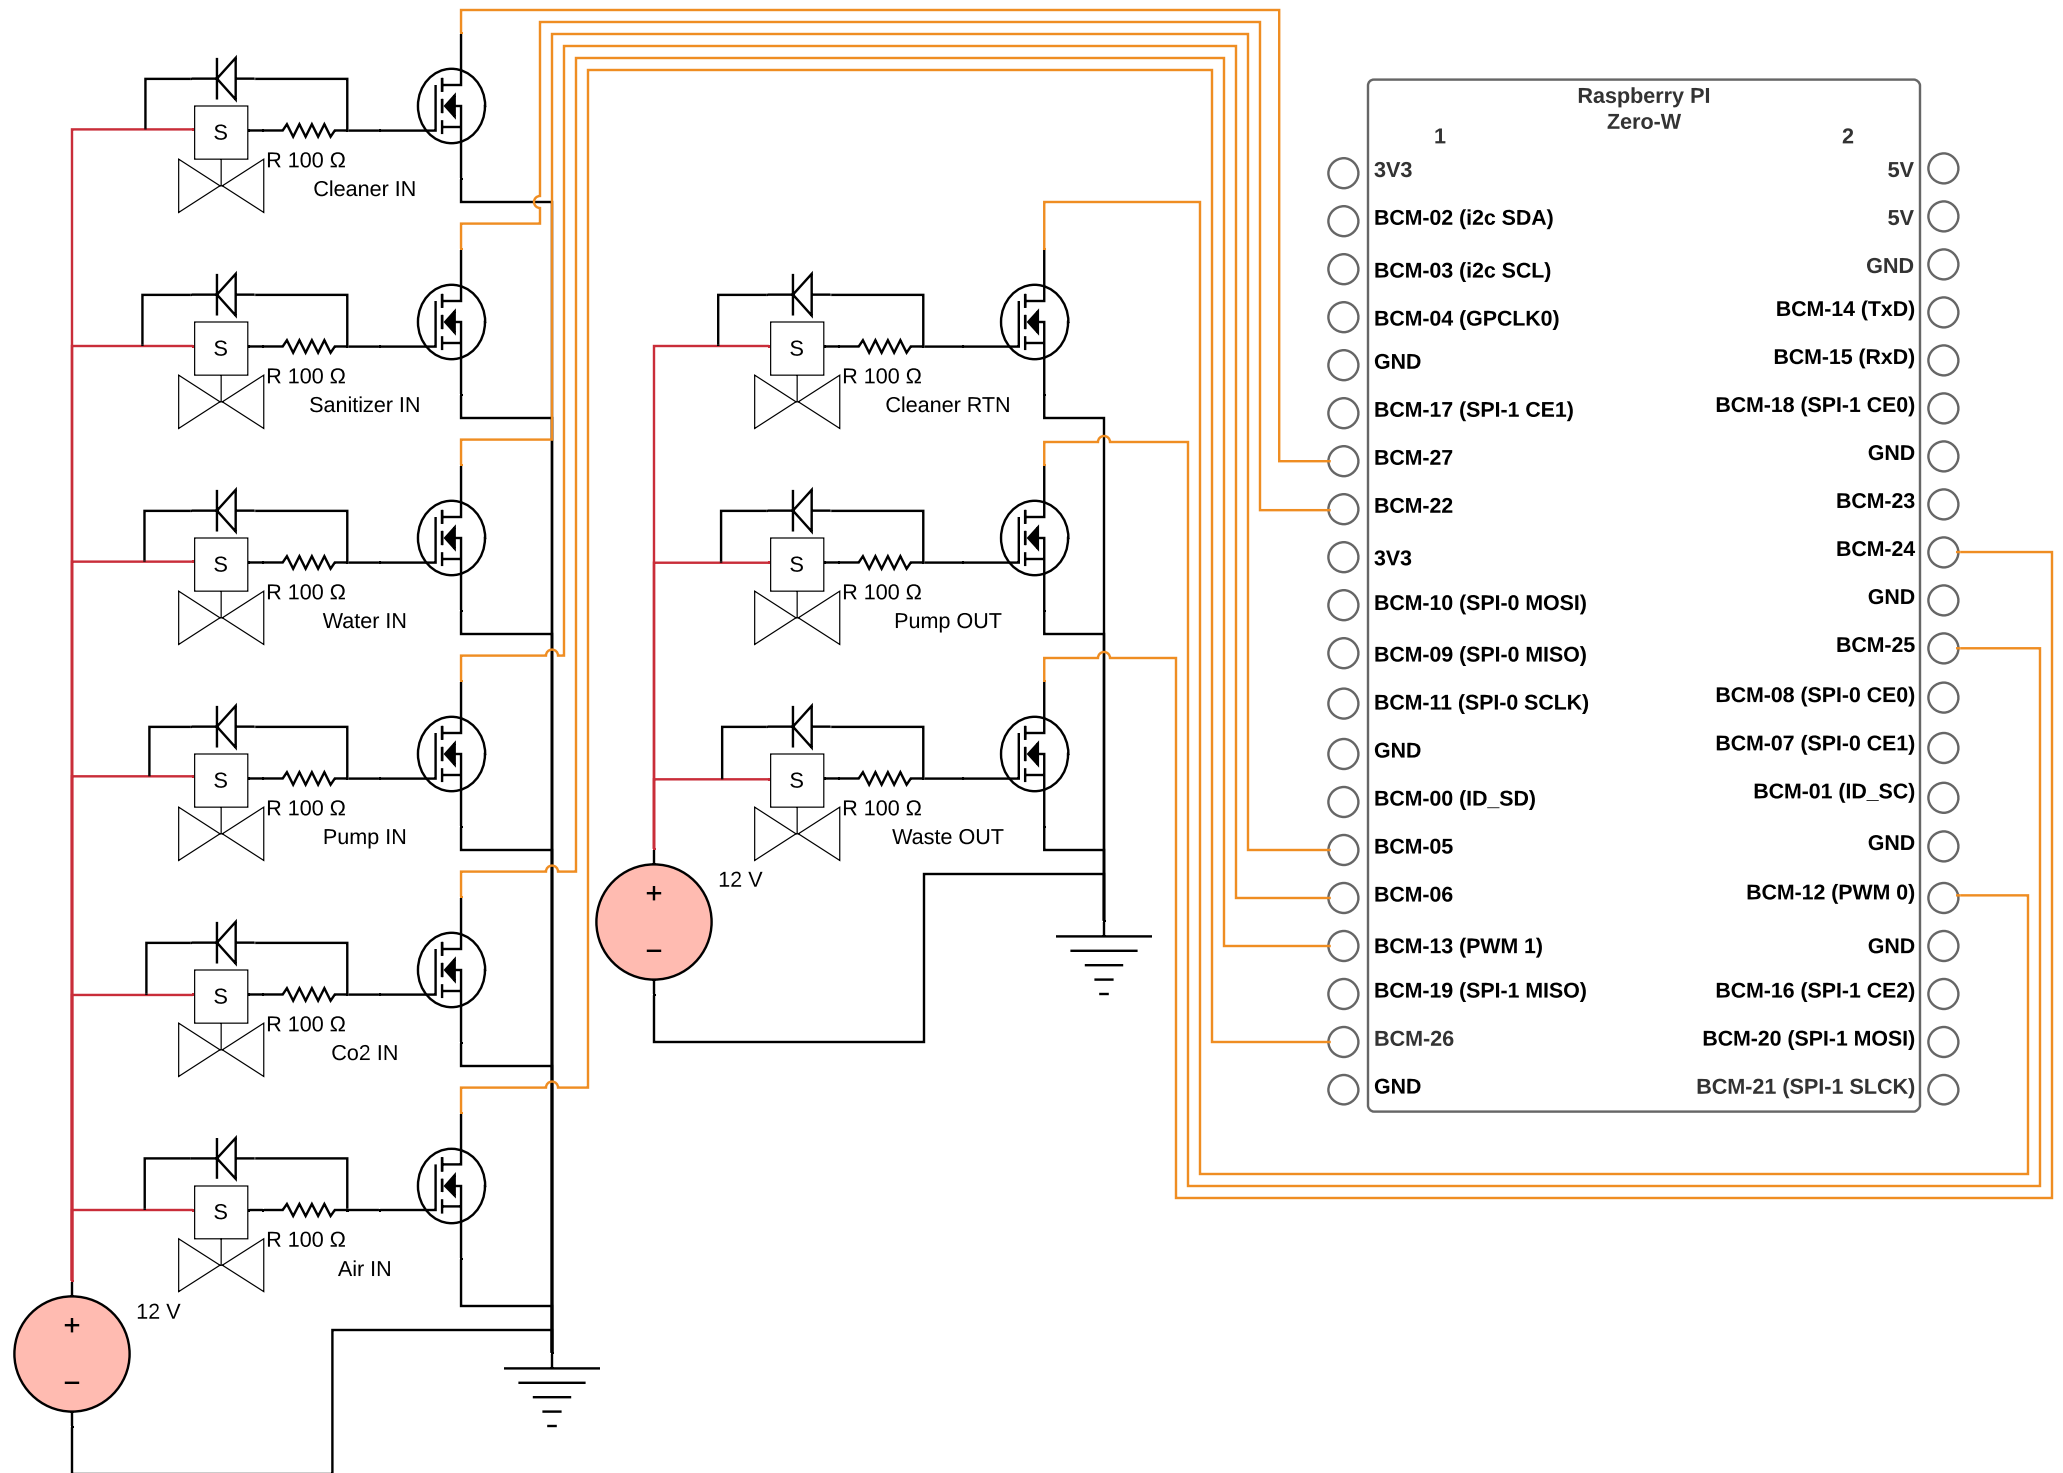 S
R 100 Ω
Cleaner IN
S
R 100 Ω
Sanitizer IN
S
R 100 Ω
Water IN
S
R 100 Ω
Pump IN
S
R 100 Ω
Co2 IN
S
R 100 Ω
Air IN
12 V
+
−
S
R 100 Ω
Cleaner RTN
S
R 100 Ω
Pump OUT
S
R 100 Ω
Waste OUT
12 V
+
−
Raspberry PI
Zero-W
1
2
3V3
BCM-02 (i2c SDA)
BCM-03 (i2c SCL)
BCM-04 (GPCLK0)
GND
BCM-17 (SPI-1 CE1)
BCM-27
BCM-22
3V3
BCM-10 (SPI-0 MOSI)
BCM-09 (SPI-0 MISO)
BCM-11 (SPI-0 SCLK)
GND
BCM-00 (ID_SD)
BCM-05
BCM-06
BCM-13 (PWM 1)
BCM-19 (SPI-1 MISO)
BCM-26
GND
5V
5V
GND
BCM-14 (TxD)
BCM-15 (RxD)
BCM-18 (SPI-1 CE0)
GND
BCM-23
BCM-24
GND
BCM-25
BCM-08 (SPI-0 CE0)
BCM-07 (SPI-0 CE1)
BCM-01 (ID_SC)
GND
BCM-12 (PWM 0)
GND
BCM-16 (SPI-1 CE2)
BCM-20 (SPI-1 MOSI)
BCM-21 (SPI-1 SLCK)